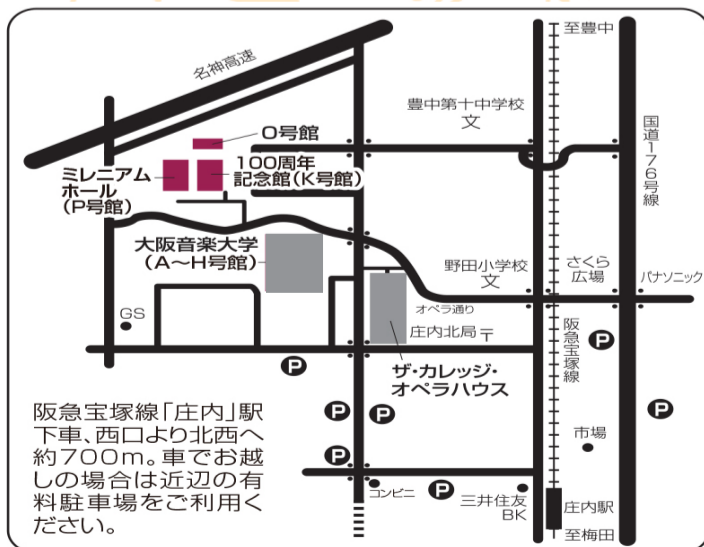 至豊中
名神高速
豊中第十中学校
文
国道176号線
O号館
100周年
記念館(K号館)
ミレニアム
ホール
(P号館)
大阪音楽大学
(A〜H号館)
野田小学校
文
さくら
広場
パナソニック
GS
オペラ通り
庄内北局〒
阪急宝塚線
P
P
ザ・カレッジ・
オペラハウス
P
P
P
市場
P
P
コンビニ
三井住友
BK
庄内駅
至梅田
阪急宝塚線「庄内」駅
下車、西口より北西へ
約700m。車でお越
しの場合は近辺の有
料駐車場をご利用く
ださい。